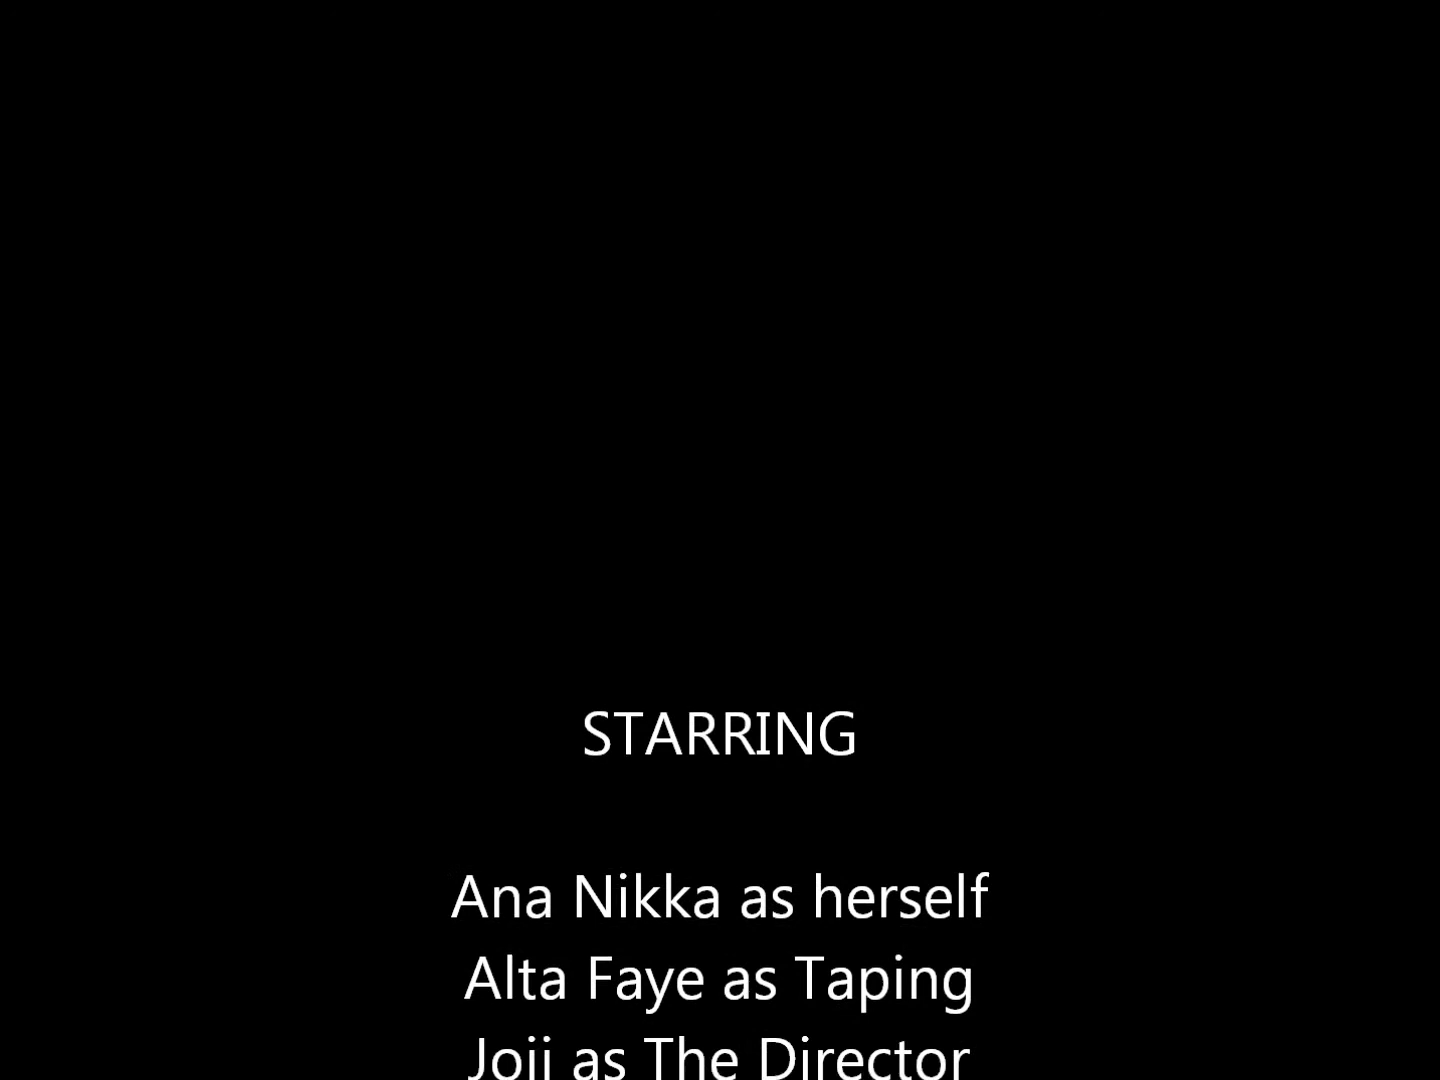 STARRING
Ana Nikka as herself
Alta Faye as Taping
Joji as The Director